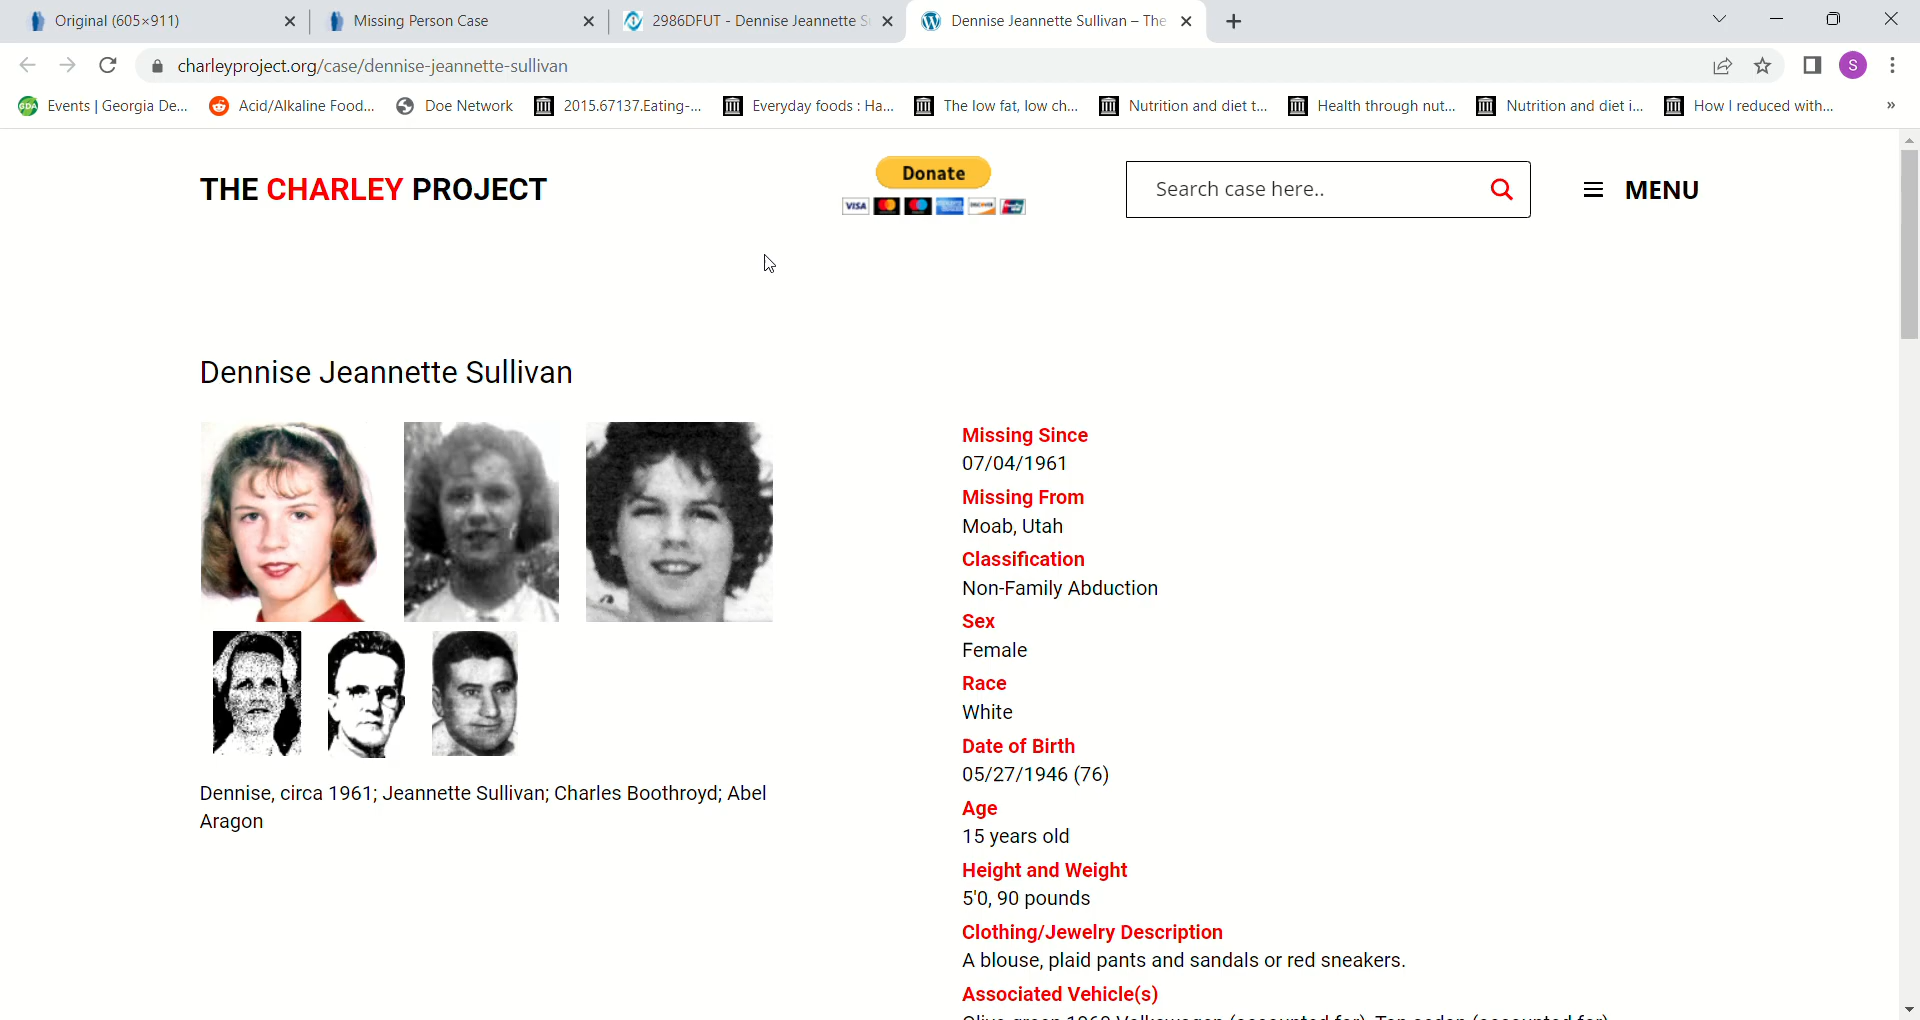 Original (605×911)
Missing Person Case
2986DFUT - Dennise Jeannette S
Dennise Jeannette Sullivan – The
charleyproject.org/case/dennise-jeannette-sullivan
S
GDA Events | Georgia De...
Acid/Alkaline Food...
Doe Network
2015.67137.Eating-...
Everyday foods : Ha...
The low fat, low ch...
Nutrition and diet t...
Health through nut...
Nutrition and diet i...
How I reduced with...
»
THE CHARLEY PROJECT
Donate
VISA
DISCOVER
Search case here..
MENU
Dennise Jeannette Sullivan
Dennise, circa 1961; Jeannette Sullivan; Charles Boothroyd; Abel
Aragon
Missing Since
07/04/1961
Missing From
Moab, Utah
Classification
Non-Family Abduction
Sex
Female
Race
White
Date of Birth
05/27/1946 (76)
Age
15 years old
Height and Weight
5'0, 90 pounds
Clothing/Jewelry Description
A blouse, plaid pants and sandals or red sneakers.
Associated Vehicle(s)